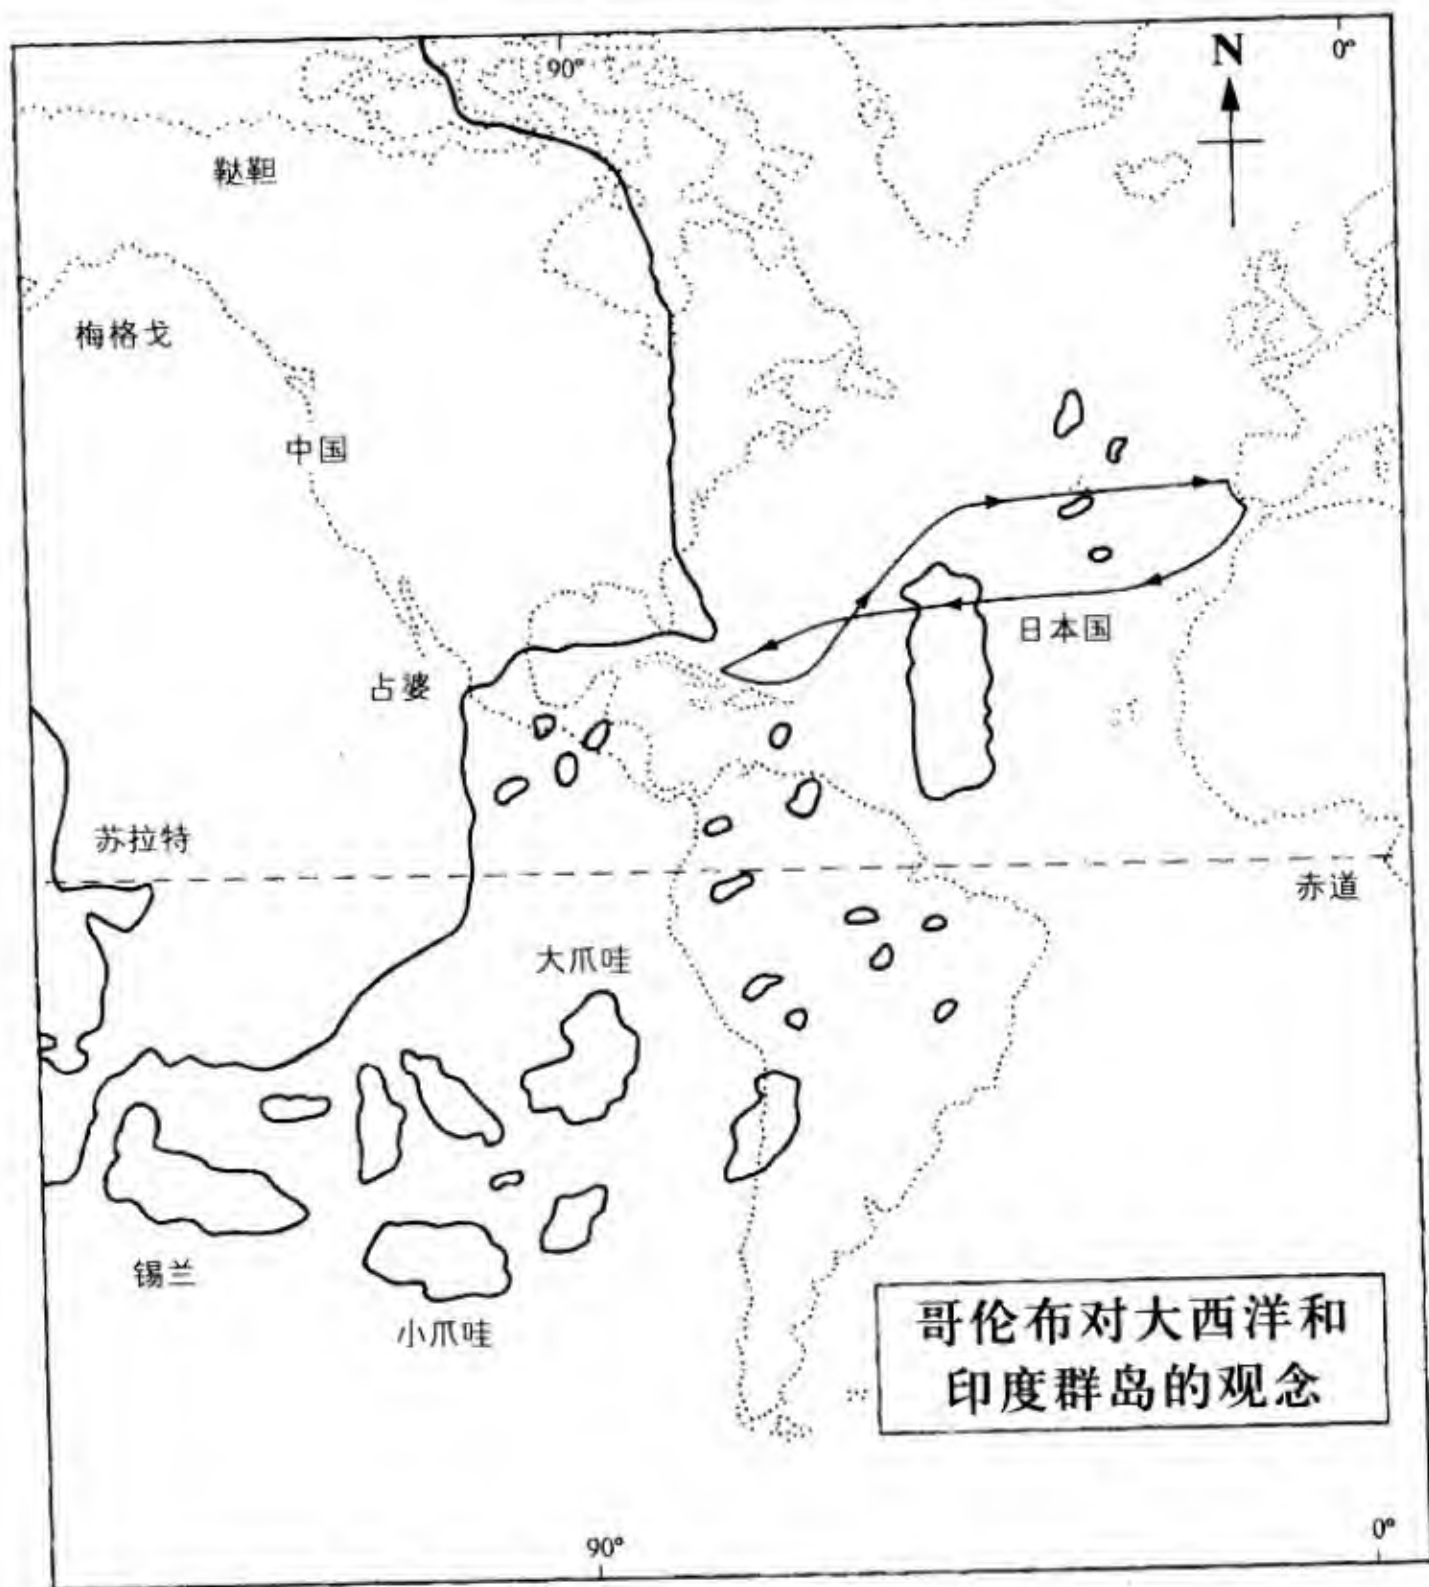 90°
0°
N
鞑靼
梅格戈
中国
日本国
占婆
苏拉特
赤道
大爪哇
锡兰
小爪哇
哥伦布对大西洋和
印度群岛的观念
90°
0°